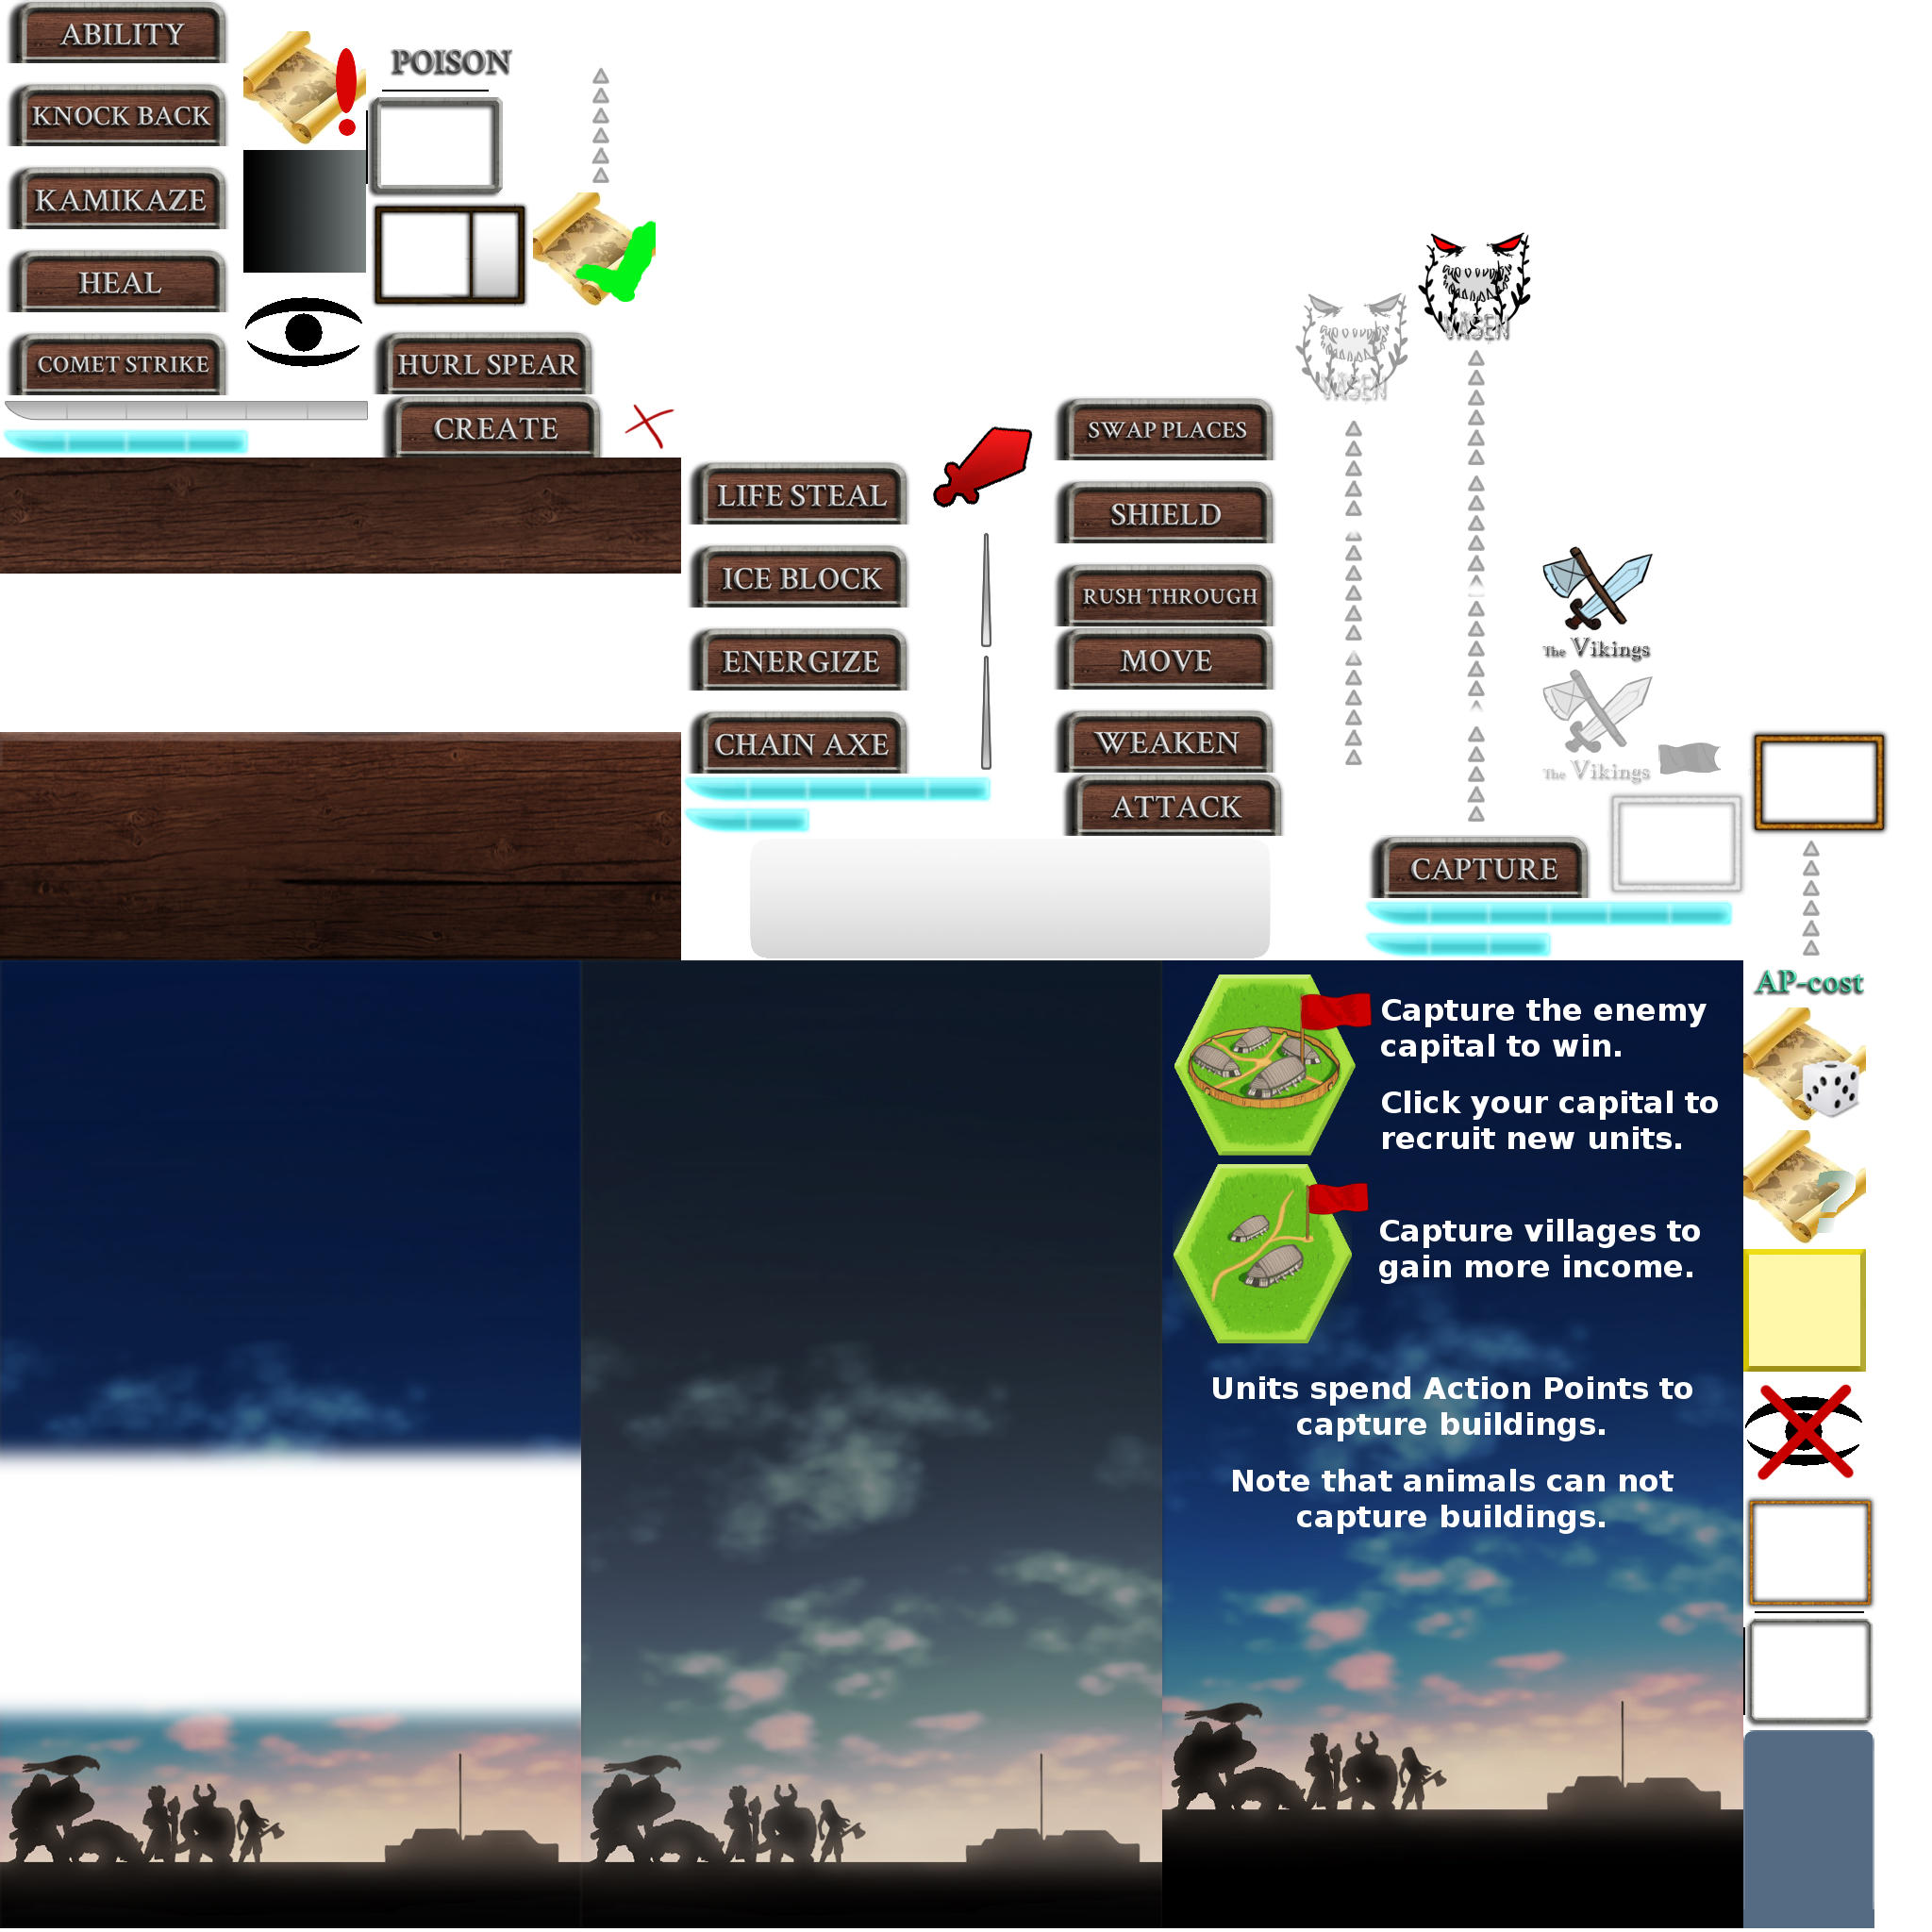 ABILITY
POISON
KNOCK BACK
KAMIKAZE
HEAL
COMET STRIKE
HURL SPEAR
CREATE
SWAP PLACES
LIFE STEAL
SHIELD
ICE BLOCK
RUSH THROUGH
ENERGIZE
MOVE
CHAIN AXE
WEAKEN
ATTACK
VÄSEN
VÄSEN
The Vikings
The Vikings
CAPTURE
AP-cost
Capture the enemy
capital to win.
Click your capital to
recruit new units.
Capture villages to
gain more income.
Units spend Action Points to
capture buildings.
Note that animals can not
capture buildings.
?